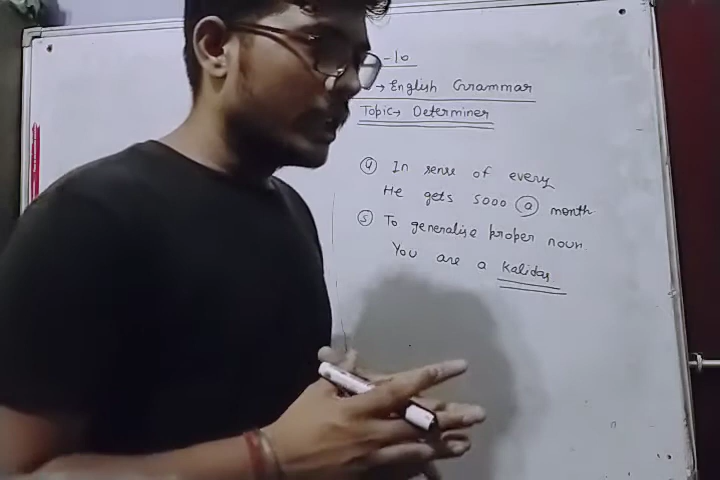 -10
→ English Grammar
Topic → Determiner
④ In sense of every
He gets 5000 a month
⑤ To generalise proper noun.
You are a Kalidas